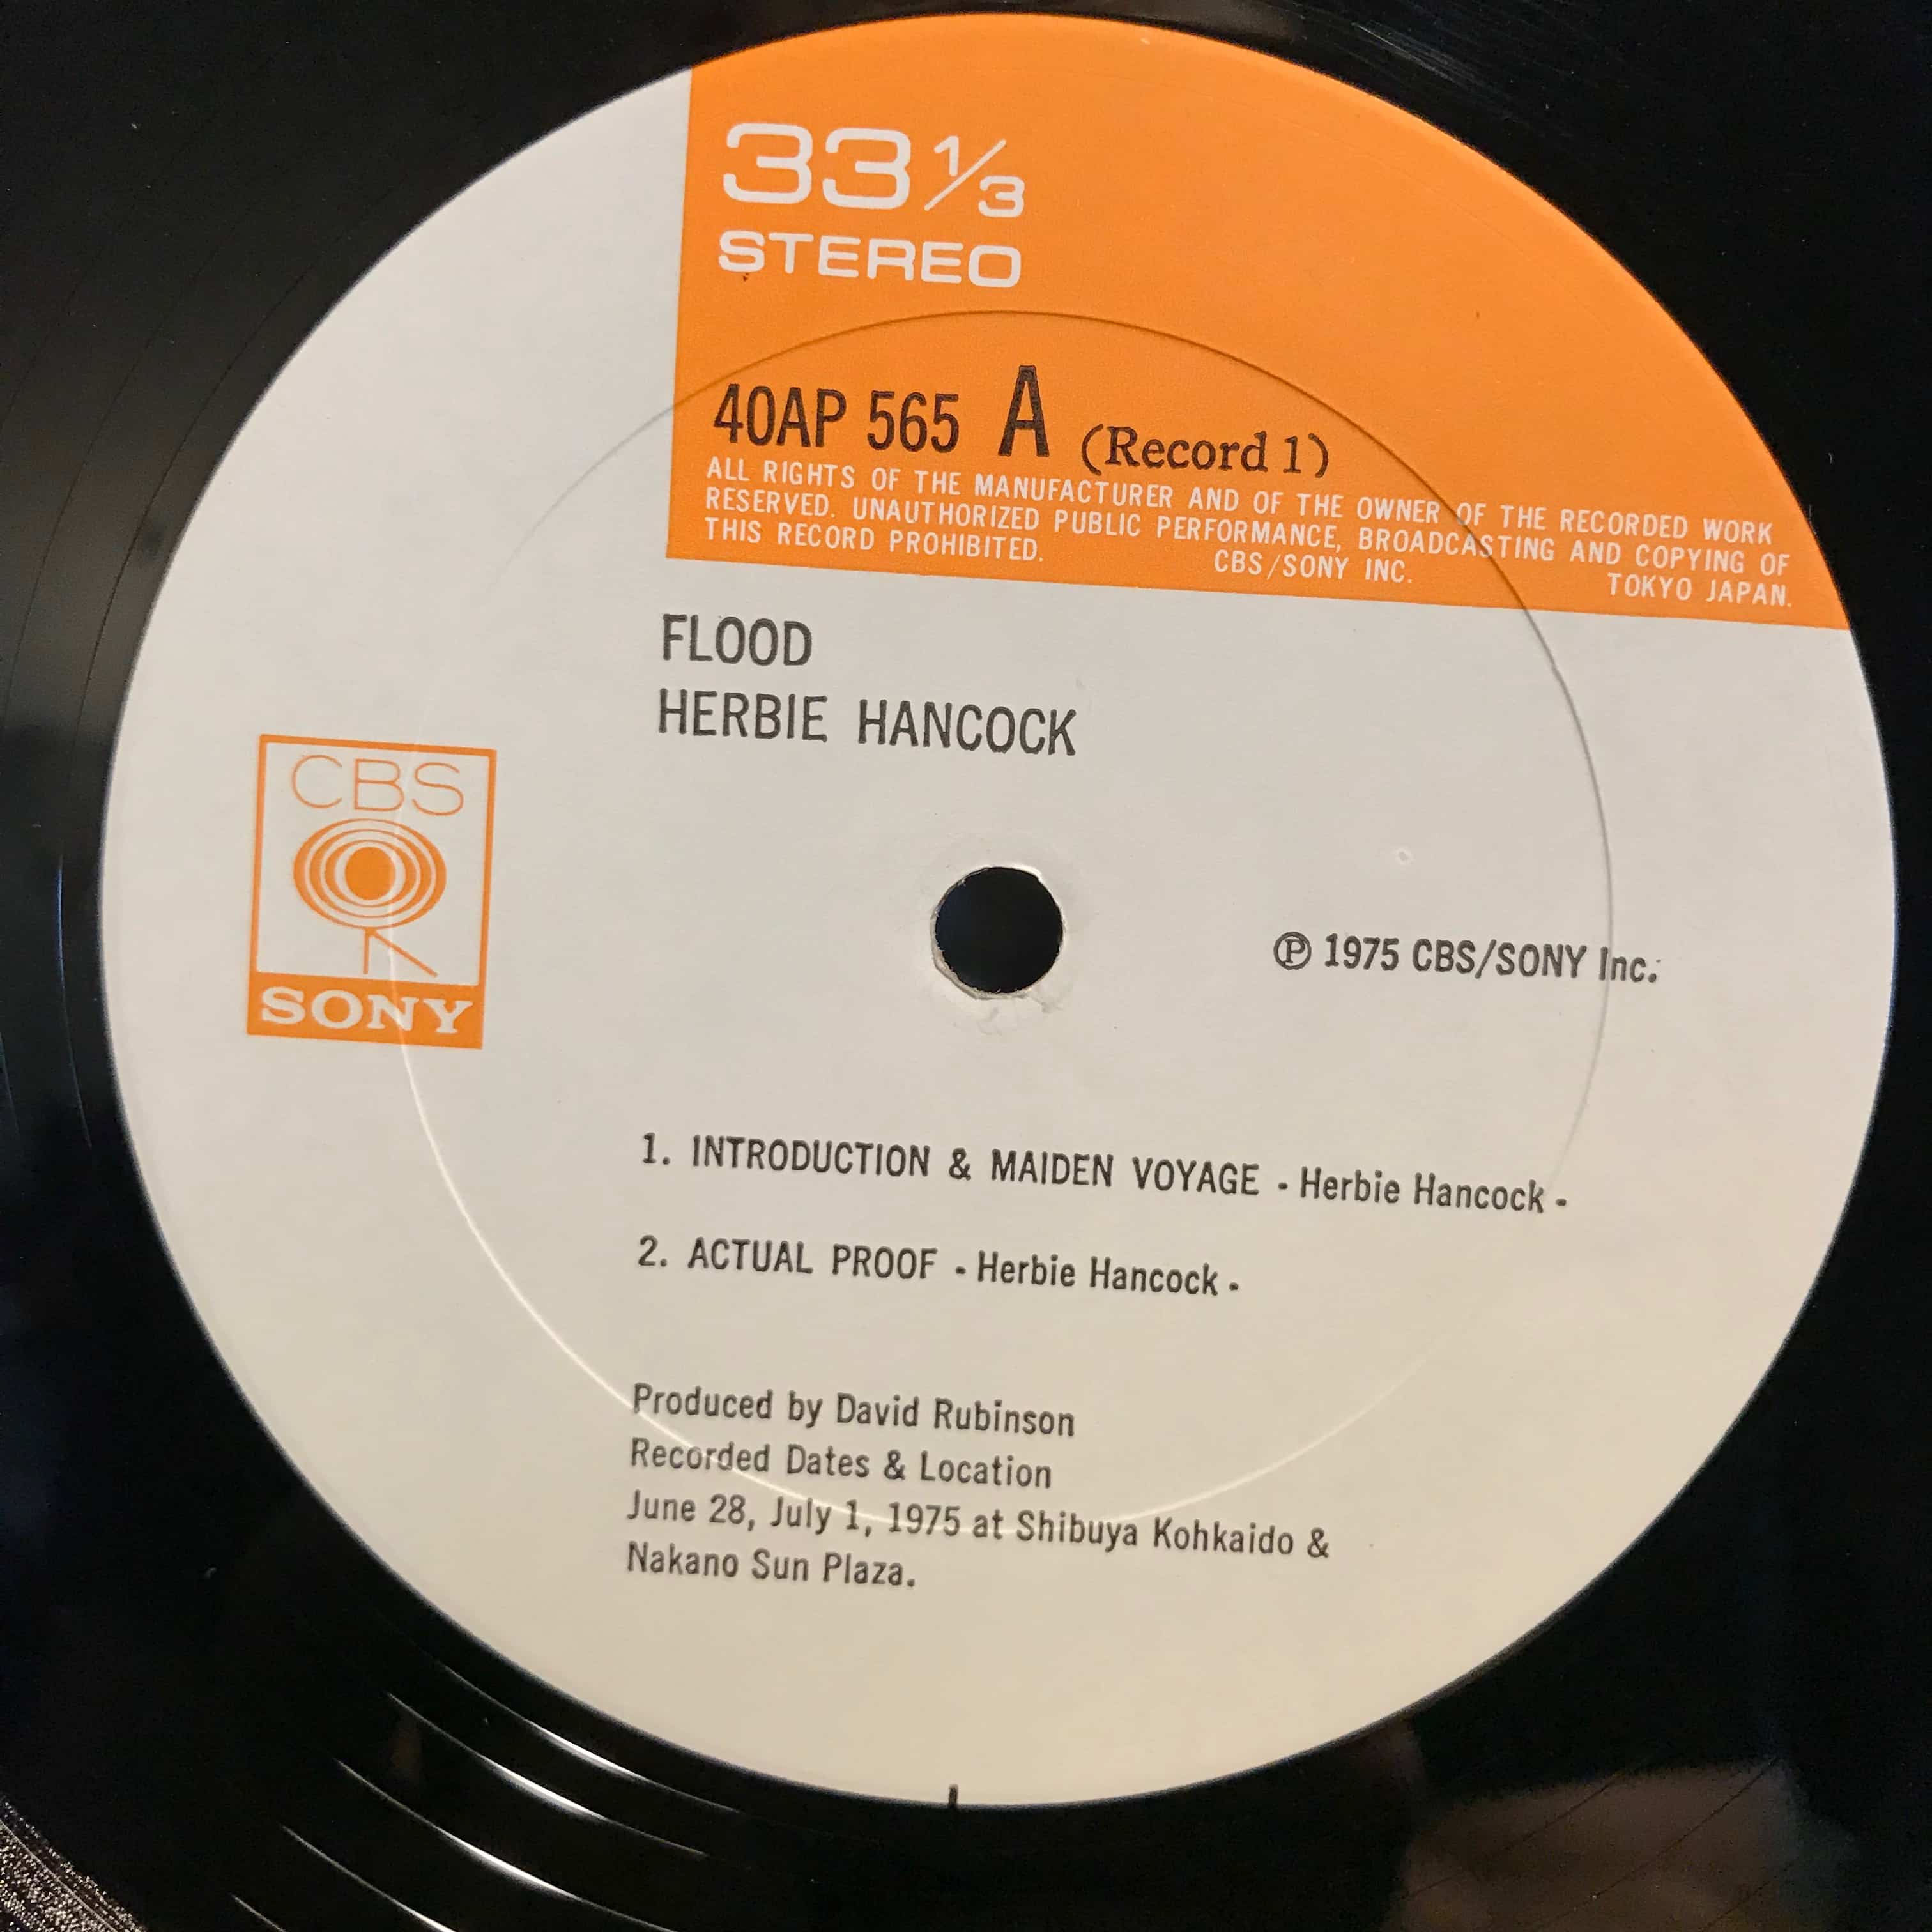 33 1/3
STEREO
40AP 565 A (Record 1)
ALL RIGHTS OF THE MANUFACTURER AND OF THE OWNER OF THE RECORDED WORK
RESERVED. UNAUTHORIZED PUBLIC PERFORMANCE, BROADCASTING AND COPYING OF
THIS RECORD PROHIBITED. CBS/SONY INC. TOKYO JAPAN.
FLOOD
HERBIE HANCOCK
CBS
SONY
℗ 1975 CBS/SONY Inc.
1. INTRODUCTION & MAIDEN VOYAGE - Herbie Hancock -
2. ACTUAL PROOF - Herbie Hancock -
Produced by David Rubinson
Recorded Dates & Location
June 28, July 1, 1975 at Shibuya Kohkaido &
Nakano Sun Plaza.